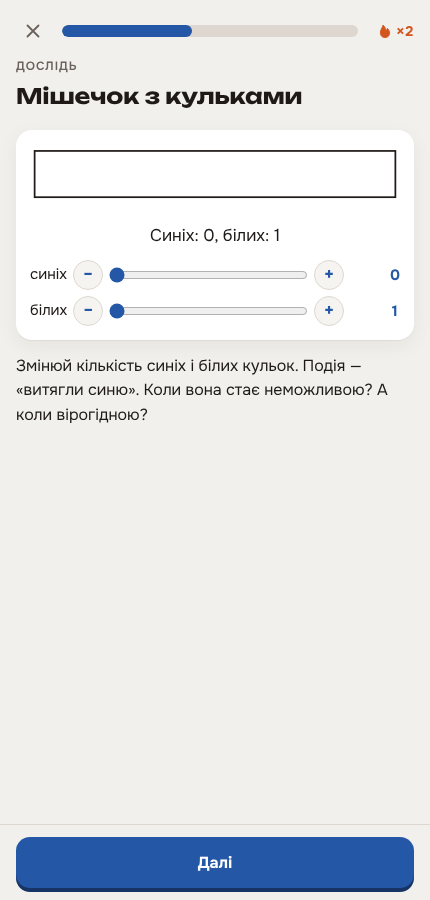 ×2
ДОСЛІДЬ
Мішечок з кульками
Синіх: 0, білих: 1
синіх − + 0
білих − + 1
Змінюй кількість синіх і білих кульок. Подія —
«витягли синю». Коли вона стає неможливою? А
коли вірогідною?
Далі